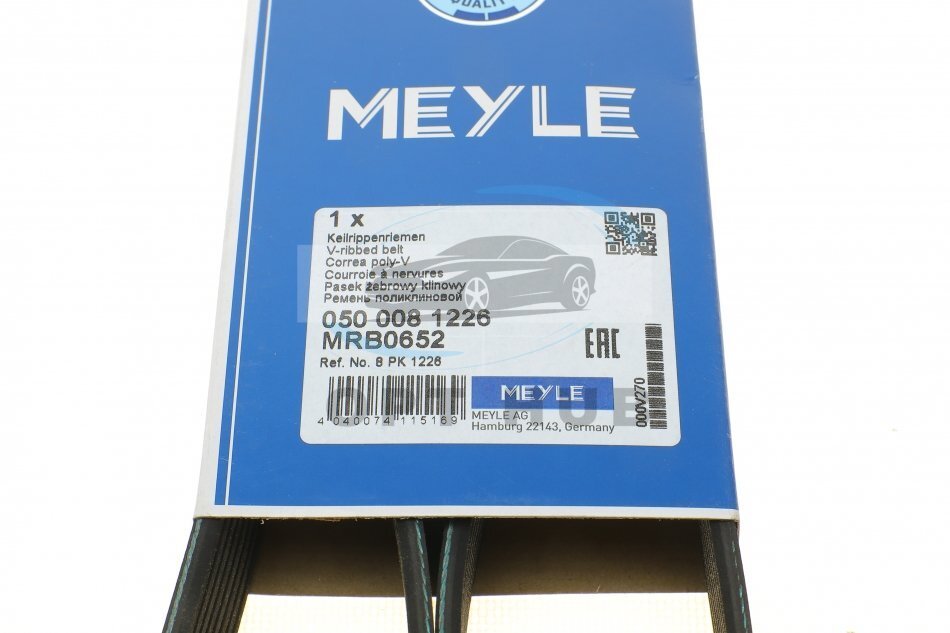 QUALITY
MEYLE
1 x
Keilrippenriemen
V-ribbed belt
Correa poly-V
Courroie à nervures
Pasek żebrowy klinowy
Ремень поликлиновой
050 008 1226
MRB0652
Ref. No. 8 PK 1226
EAC
000V270
MEYLE
4 040074 115169
MEYLE AG
Hamburg 22143, Germany